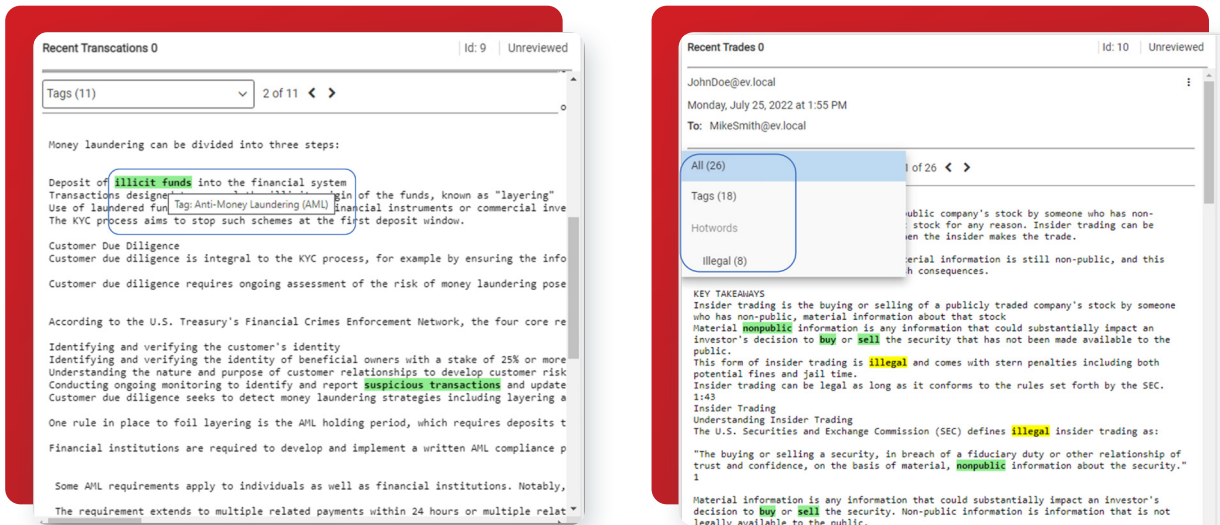 Recent Transcations 0
Id: 9
Unreviewed
Tags (11)
2 of 11
Money laundering can be divided into three steps:
Deposit of illicit funds into the financial system
Transactions designed gin of the funds, known as "layering"
Use of laundered fun ancial instruments or commercial inve
Tag: Anti-Money Laundering (AML)
The KYC process aims to stop such schemes at the first deposit window.
Customer Due Diligence
Customer due diligence is integral to the KYC process, for example by ensuring the info
Customer due diligence requires ongoing assessment of the risk of money laundering pose
According to the U.S. Treasury's Financial Crimes Enforcement Network, the four core re
Identifying and verifying the customer's identity
Identifying and verifying the identity of beneficial owners with a stake of 25% or more
Understanding the nature and purpose of customer relationships to develop customer risk
Conducting ongoing monitoring to identify and report suspicious transactions and update
Customer due diligence seeks to detect money laundering strategies including layering a
One rule in place to foil layering is the AML holding period, which requires deposits t
Financial institutions are required to develop and implement a written AML compliance p
Some AML requirements apply to individuals as well as financial institutions. Notably,
The requirement extends to multiple related payments within 24 hours or multiple relat
Recent Trades 0
Id: 10
Unreviewed
JohnDoe@ev.local
Monday, July 25, 2022 at 1:55 PM
To: MikeSmith@ev.local
All (26)
of 26
Tags (18)
Hotwords
Illegal (8)
ublic company's stock by someone who has non-
stock for any reason. Insider trading can be
en the insider makes the trade.
erial information is still non-public, and this
h consequences.
KEY TAKEAWAYS
Insider trading is the buying or selling of a publicly traded company's stock by someone
who has non-public, material information about that stock
Material nonpublic information is any information that could substantially impact an
investor's decision to buy or sell the security that has not been made available to the
public.
This form of insider trading is illegal and comes with stern penalties including both
potential fines and jail time.
Insider trading can be legal as long as it conforms to the rules set forth by the SEC.
1:43
Insider Trading
Understanding Insider Trading
The U.S. Securities and Exchange Commission (SEC) defines illegal insider trading as:
"The buying or selling a security, in breach of a fiduciary duty or other relationship of
trust and confidence, on the basis of material, nonpublic information about the security."
1
Material information is any information that could substantially impact an investor's
decision to buy or sell the security. Non-public information is information that is not
legally available to the public.